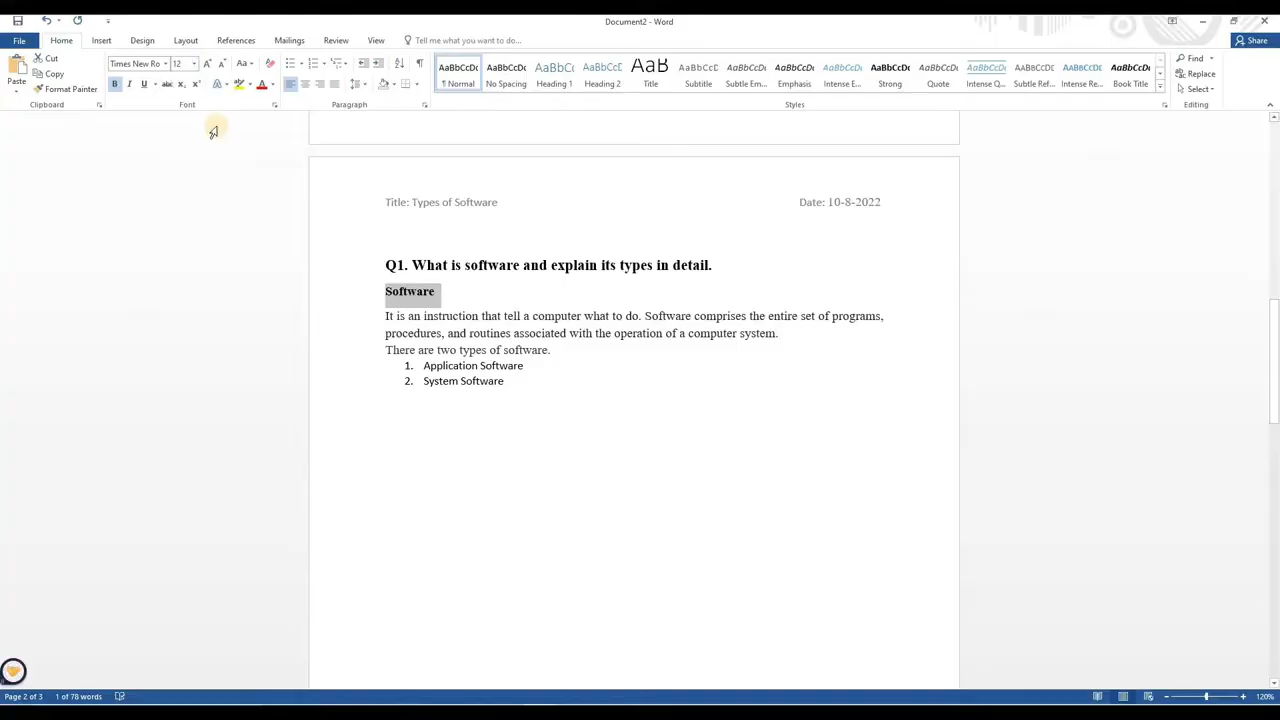 Document2 - Word
File Home Insert Design Layout References Mailings Review View Tell me what you want to do... Share
Paste
Cut
Copy
Format Painter
Clipboard
Times New Ro 12
Font
Paragraph
AaBbCcDc AaBbCcDc AaBbCc AaBbCcD AaB AaBbCcD AaBbCcDc AaBbCcDc AaBbCcDc AaBbCcDc AaBbCcDc AaBbCcDc AaBbCcDc AaBbCcDc AaBbCcDc
¶ Normal No Spacing Heading 1 Heading 2 Title Subtitle Subtle Em... Emphasis Intense E... Strong Quote Intense Q... Subtle Ref... Intense Re... Book Title
Styles
Find
Replace
Select
Editing
Title: Types of Software Date: 10-8-2022
Q1. What is software and explain its types in detail.
Software
It is an instruction that tell a computer what to do. Software comprises the entire set of programs,
procedures, and routines associated with the operation of a computer system.
There are two types of software.
1. Application Software
2. System Software
Page 2 of 3 1 of 78 words 120%